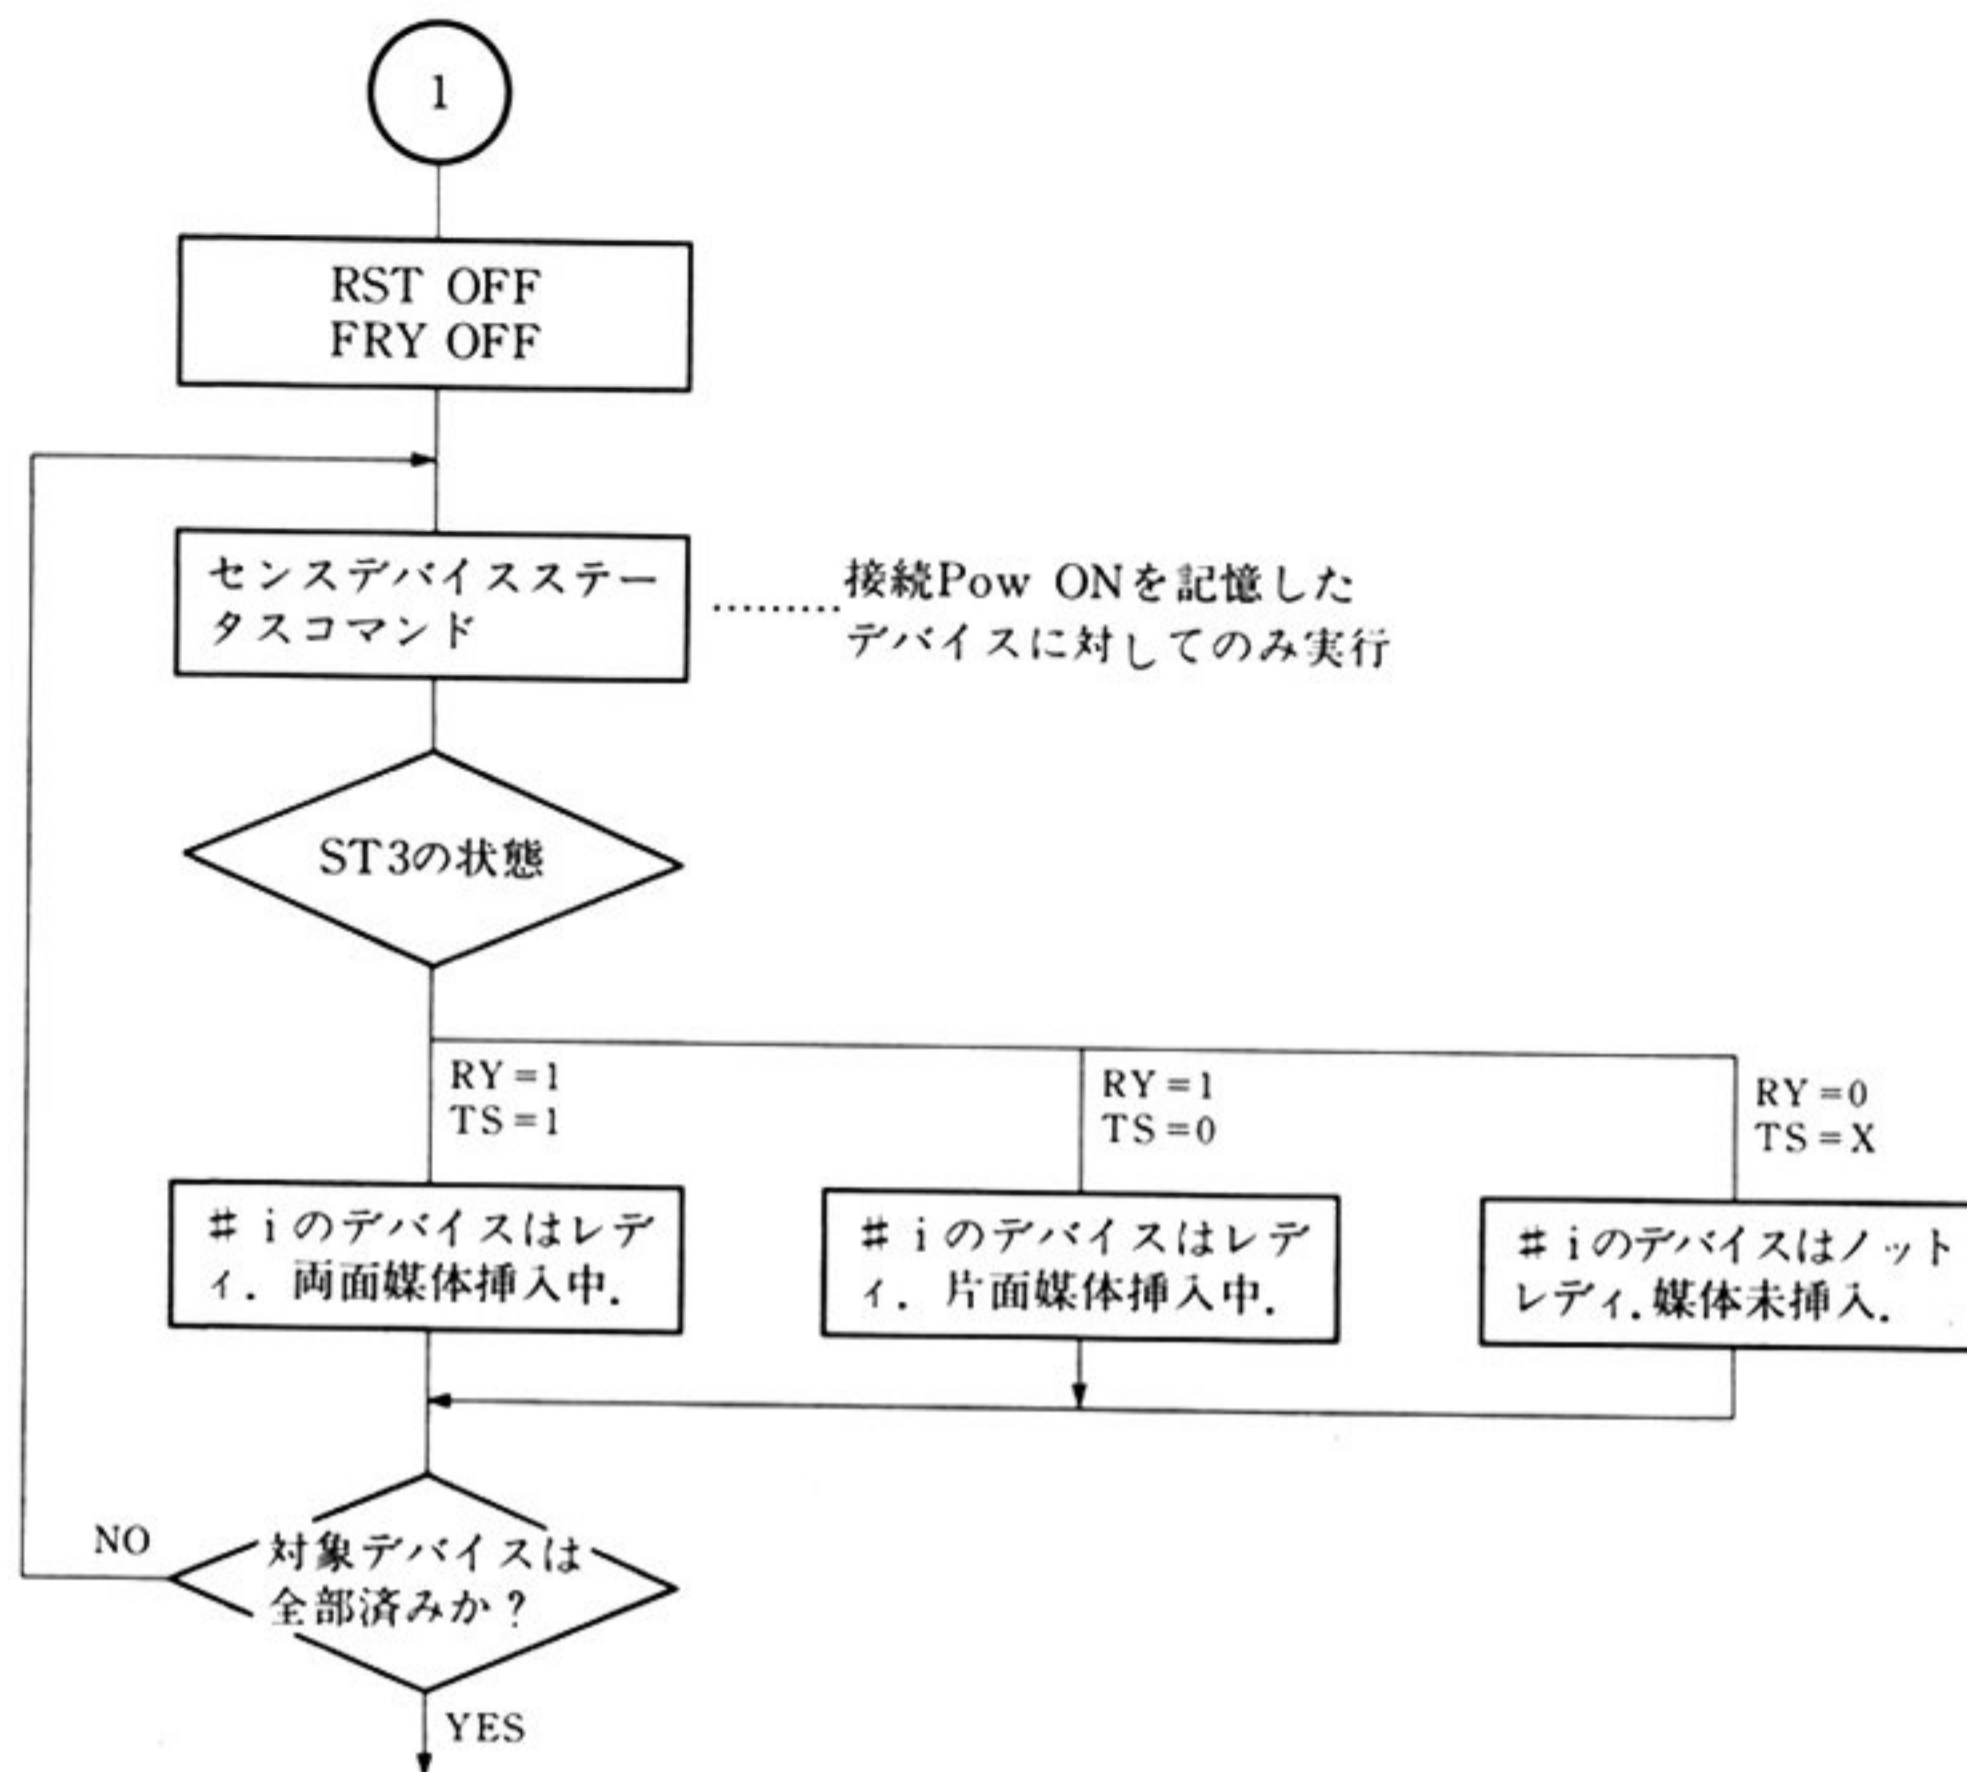 1
RST OFF
FRY OFF
センスデバイスステー
タスコマンド
接続Pow ONを記憶した
デバイスに対してのみ実行
ST3の状態
RY=1
TS=1
RY=1
TS=0
RY=0
TS=X
# iのデバイスはレデ
ィ. 両面媒体挿入中.
# iのデバイスはレデ
ィ. 片面媒体挿入中.
# iのデバイスはノット
レディ.媒体未挿入.
NO
対象デバイスは
全部済みか?
YES